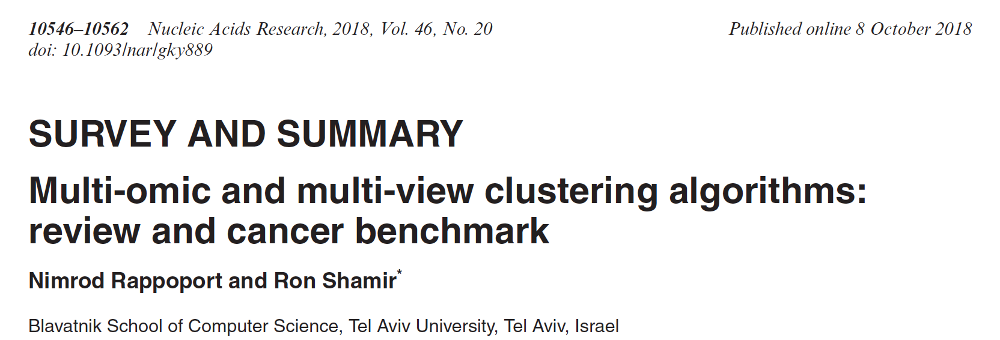 10546–10562 Nucleic Acids Research, 2018, Vol. 46, No. 20 Published online 8 October 2018
doi: 10.1093/nar/gky889
SURVEY AND SUMMARY
Multi-omic and multi-view clustering algorithms:
review and cancer benchmark
Nimrod Rappoport and Ron Shamir*
Blavatnik School of Computer Science, Tel Aviv University, Tel Aviv, Israel